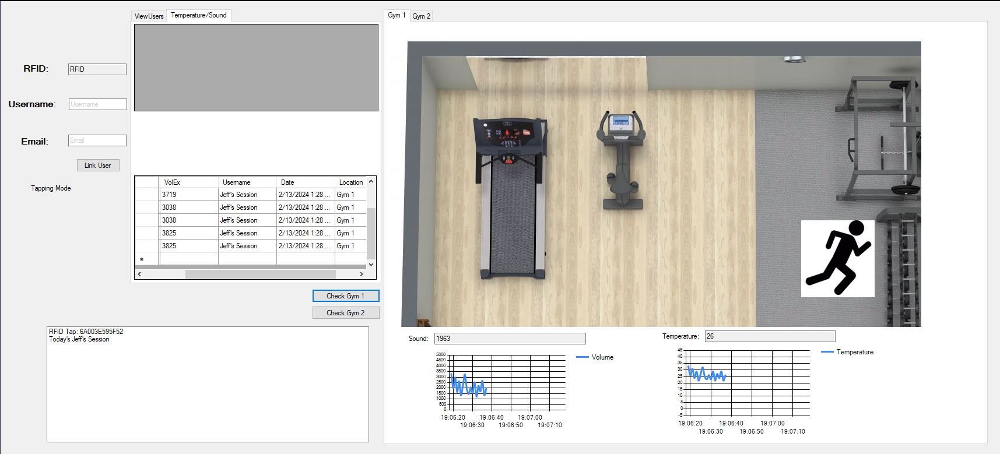 ViewUsers
Temperature/Sound
Gym 1
Gym 2
RFID:
RFID
Username:
Username
Email:
Email
Link User
Tapping Mode
VolEx Username Date Location
3719 Jeff's Session 2/13/2024 1:28 ... Gym 1
3038 Jeff's Session 2/13/2024 1:28 ... Gym 1
3038 Jeff's Session 2/13/2024 1:28 ... Gym 1
3825 Jeff's Session 2/13/2024 1:28 ... Gym 1
3825 Jeff's Session 2/13/2024 1:28 ... Gym 1
Check Gym 1
Check Gym 2
RFID Tap: 6A003E595F52
Today's Jeff's Session
Sound: 1963
Volume
5000
4500
4000
3500
3000
2500
2000
1500
1000
500
0
19:06:20 19:06:40 19:07:00
19:06:30 19:06:50 19:07:10
Temperature: 26
Temperature
45
40
35
30
25
20
15
10
5
0
-5
19:06:20 19:06:40 19:07:00
19:06:30 19:06:50 19:07:10